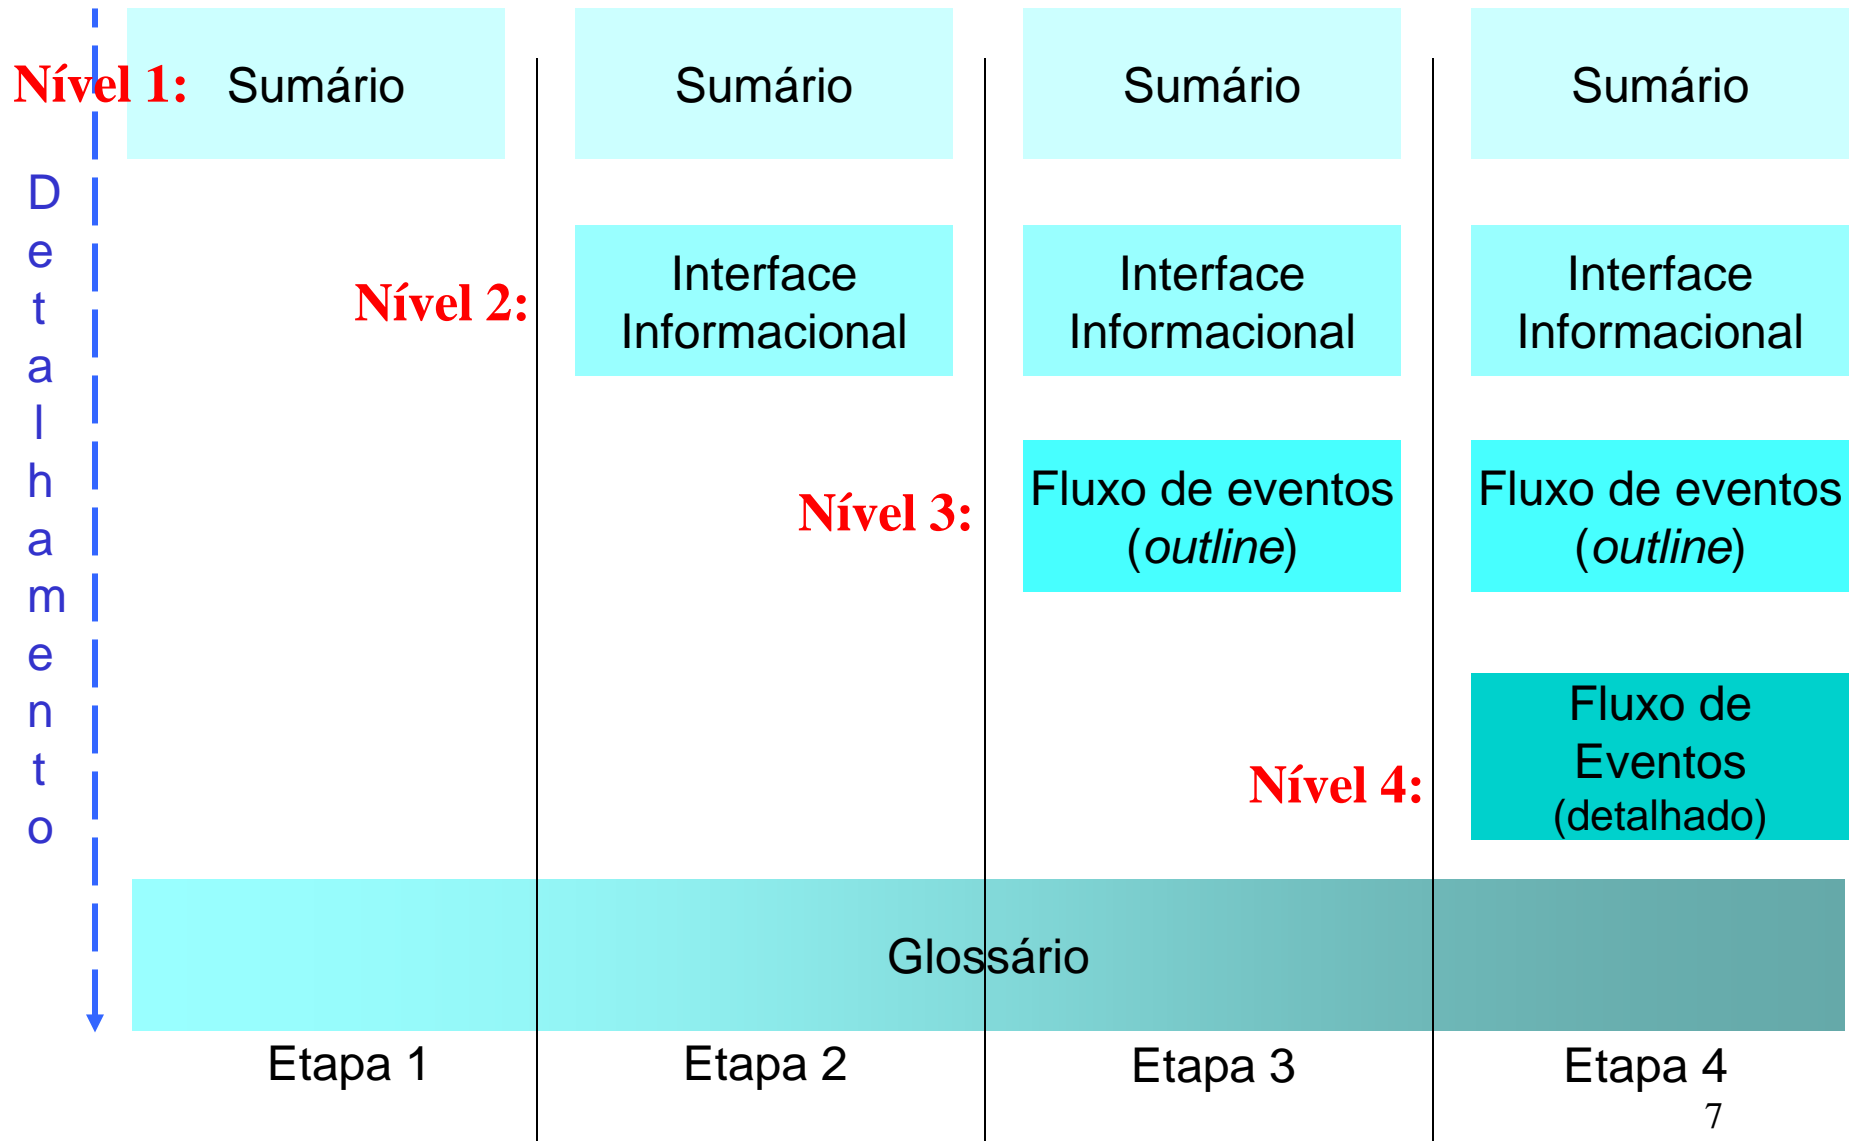 Nível 1:
Sumário
Sumário
Sumário
Sumário
Detalhamento
Nível 2:
Interface
Informacional
Interface
Informacional
Interface
Informacional
Nível 3:
Fluxo de eventos
(outline)
Fluxo de eventos
(outline)
Nível 4:
Fluxo de
Eventos
(detalhado)
Glossário
Etapa 1
Etapa 2
Etapa 3
Etapa 4
7